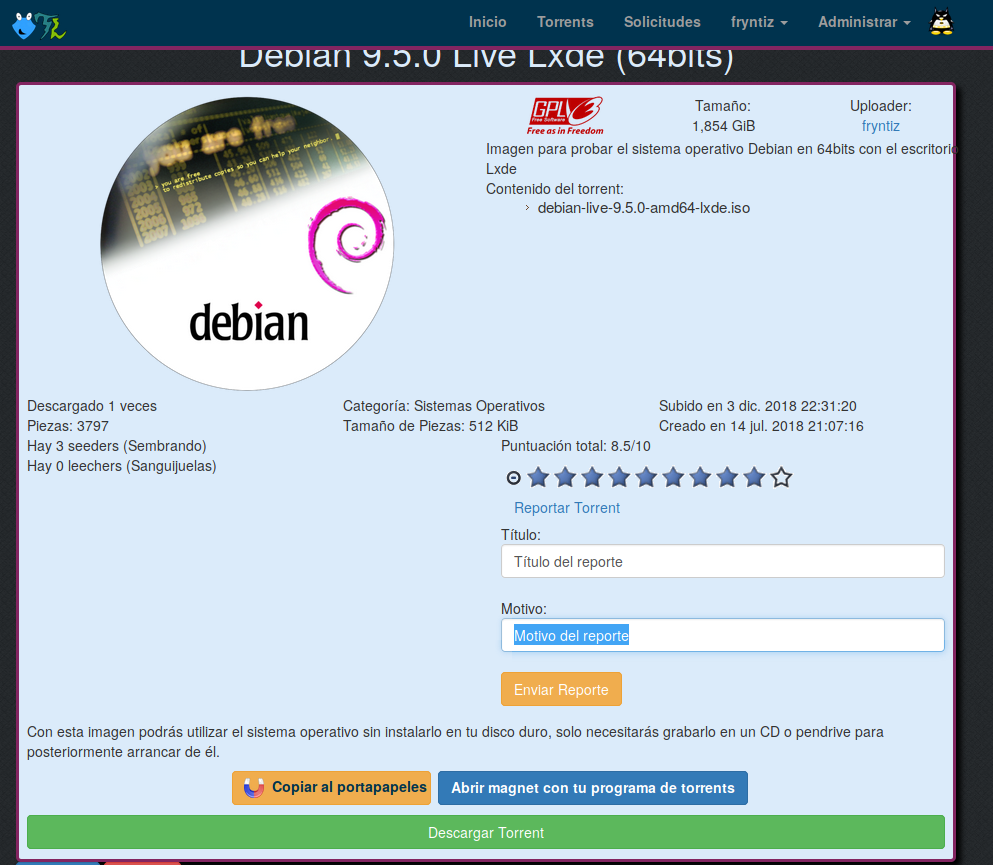 Inicio
Torrents
Solicitudes
fryntiz
Administrar
Debian 9.5.0 Live Lxde (64bits)
you are free
to redistribute copies so you can help your neighbor.
debian
GPL 3
Free Software
Free as in Freedom
Tamaño:
1,854 GiB
Uploader:
fryntiz
Imagen para probar el sistema operativo Debian en 64bits con el escritorio
Lxde
Contenido del torrent:
debian-live-9.5.0-amd64-lxde.iso
Descargado 1 veces
Piezas: 3797
Hay 3 seeders (Sembrando)
Hay 0 leechers (Sanguijuelas)
Categoría: Sistemas Operativos
Tamaño de Piezas: 512 KiB
Subido en 3 dic. 2018 22:31:20
Creado en 14 jul. 2018 21:07:16
Puntuación total: 8.5/10
Reportar Torrent
Título:
Título del reporte
Motivo:
Motivo del reporte
Enviar Reporte
Con esta imagen podrás utilizar el sistema operativo sin instalarlo en tu disco duro, solo necesitarás grabarlo en un CD o pendrive para
posteriormente arrancar de él.
Copiar al portapapeles
Abrir magnet con tu programa de torrents
Descargar Torrent